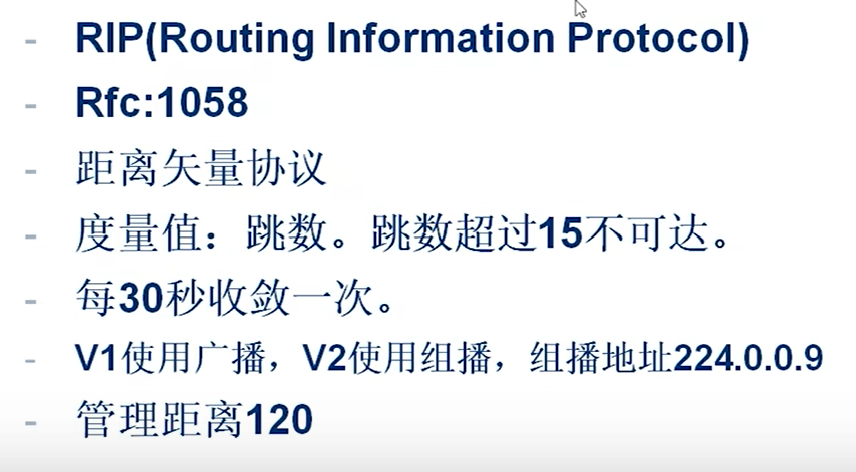 - RIP(Routing Information Protocol)
- Rfc:1058
- 距离矢量协议
- 度量值：跳数。跳数超过15不可达。
- 每30秒收敛一次。
- V1使用广播，V2使用组播，组播地址224.0.0.9
- 管理距离120